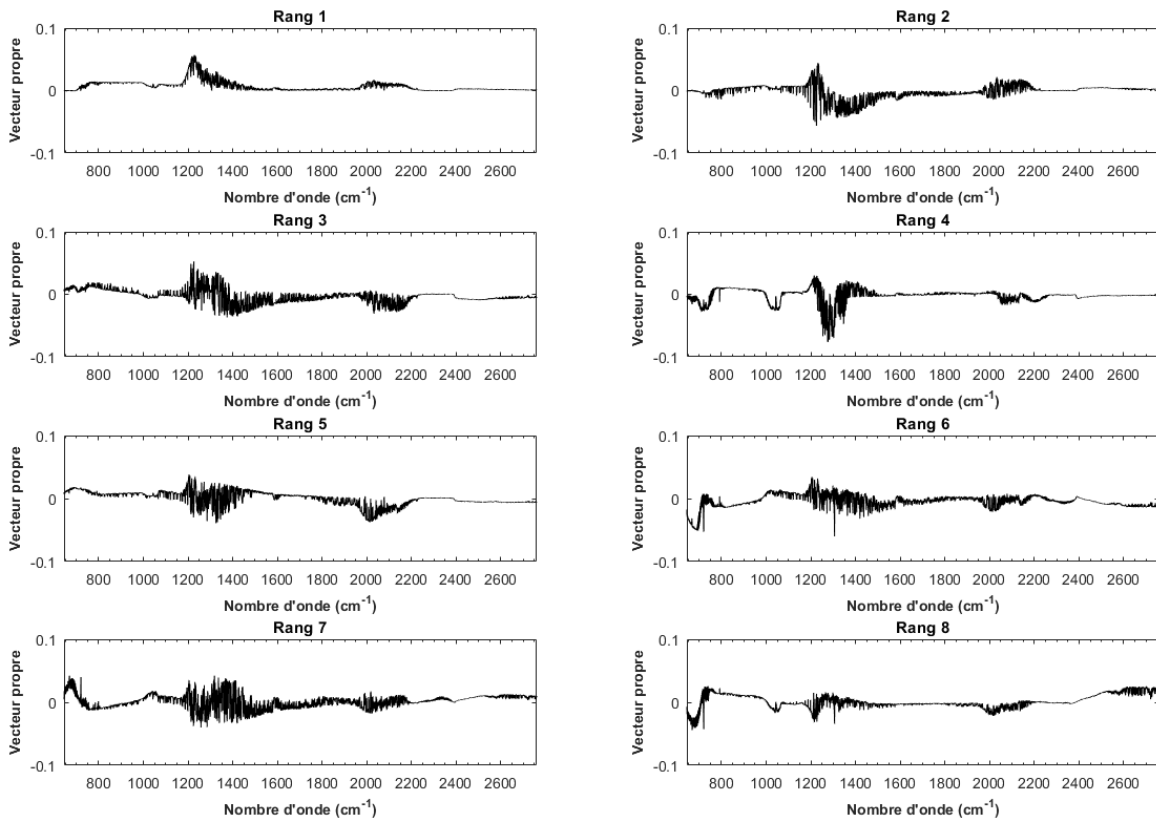 Rang 1
0.1
0
-0.1
Vecteur propre
800 1000 1200 1400 1600 1800 2000 2200 2400 2600
Nombre d'onde (cm-1)
Rang 2
0.1
0
-0.1
Vecteur propre
800 1000 1200 1400 1600 1800 2000 2200 2400 2600
Nombre d'onde (cm-1)
Rang 3
0.1
0
-0.1
Vecteur propre
800 1000 1200 1400 1600 1800 2000 2200 2400 2600
Nombre d'onde (cm-1)
Rang 4
0.1
0
-0.1
Vecteur propre
800 1000 1200 1400 1600 1800 2000 2200 2400 2600
Nombre d'onde (cm-1)
Rang 5
0.1
0
-0.1
Vecteur propre
800 1000 1200 1400 1600 1800 2000 2200 2400 2600
Nombre d'onde (cm-1)
Rang 6
0.1
0
-0.1
Vecteur propre
800 1000 1200 1400 1600 1800 2000 2200 2400 2600
Nombre d'onde (cm-1)
Rang 7
0.1
0
-0.1
Vecteur propre
800 1000 1200 1400 1600 1800 2000 2200 2400 2600
Nombre d'onde (cm-1)
Rang 8
0.1
0
-0.1
Vecteur propre
800 1000 1200 1400 1600 1800 2000 2200 2400 2600
Nombre d'onde (cm-1)